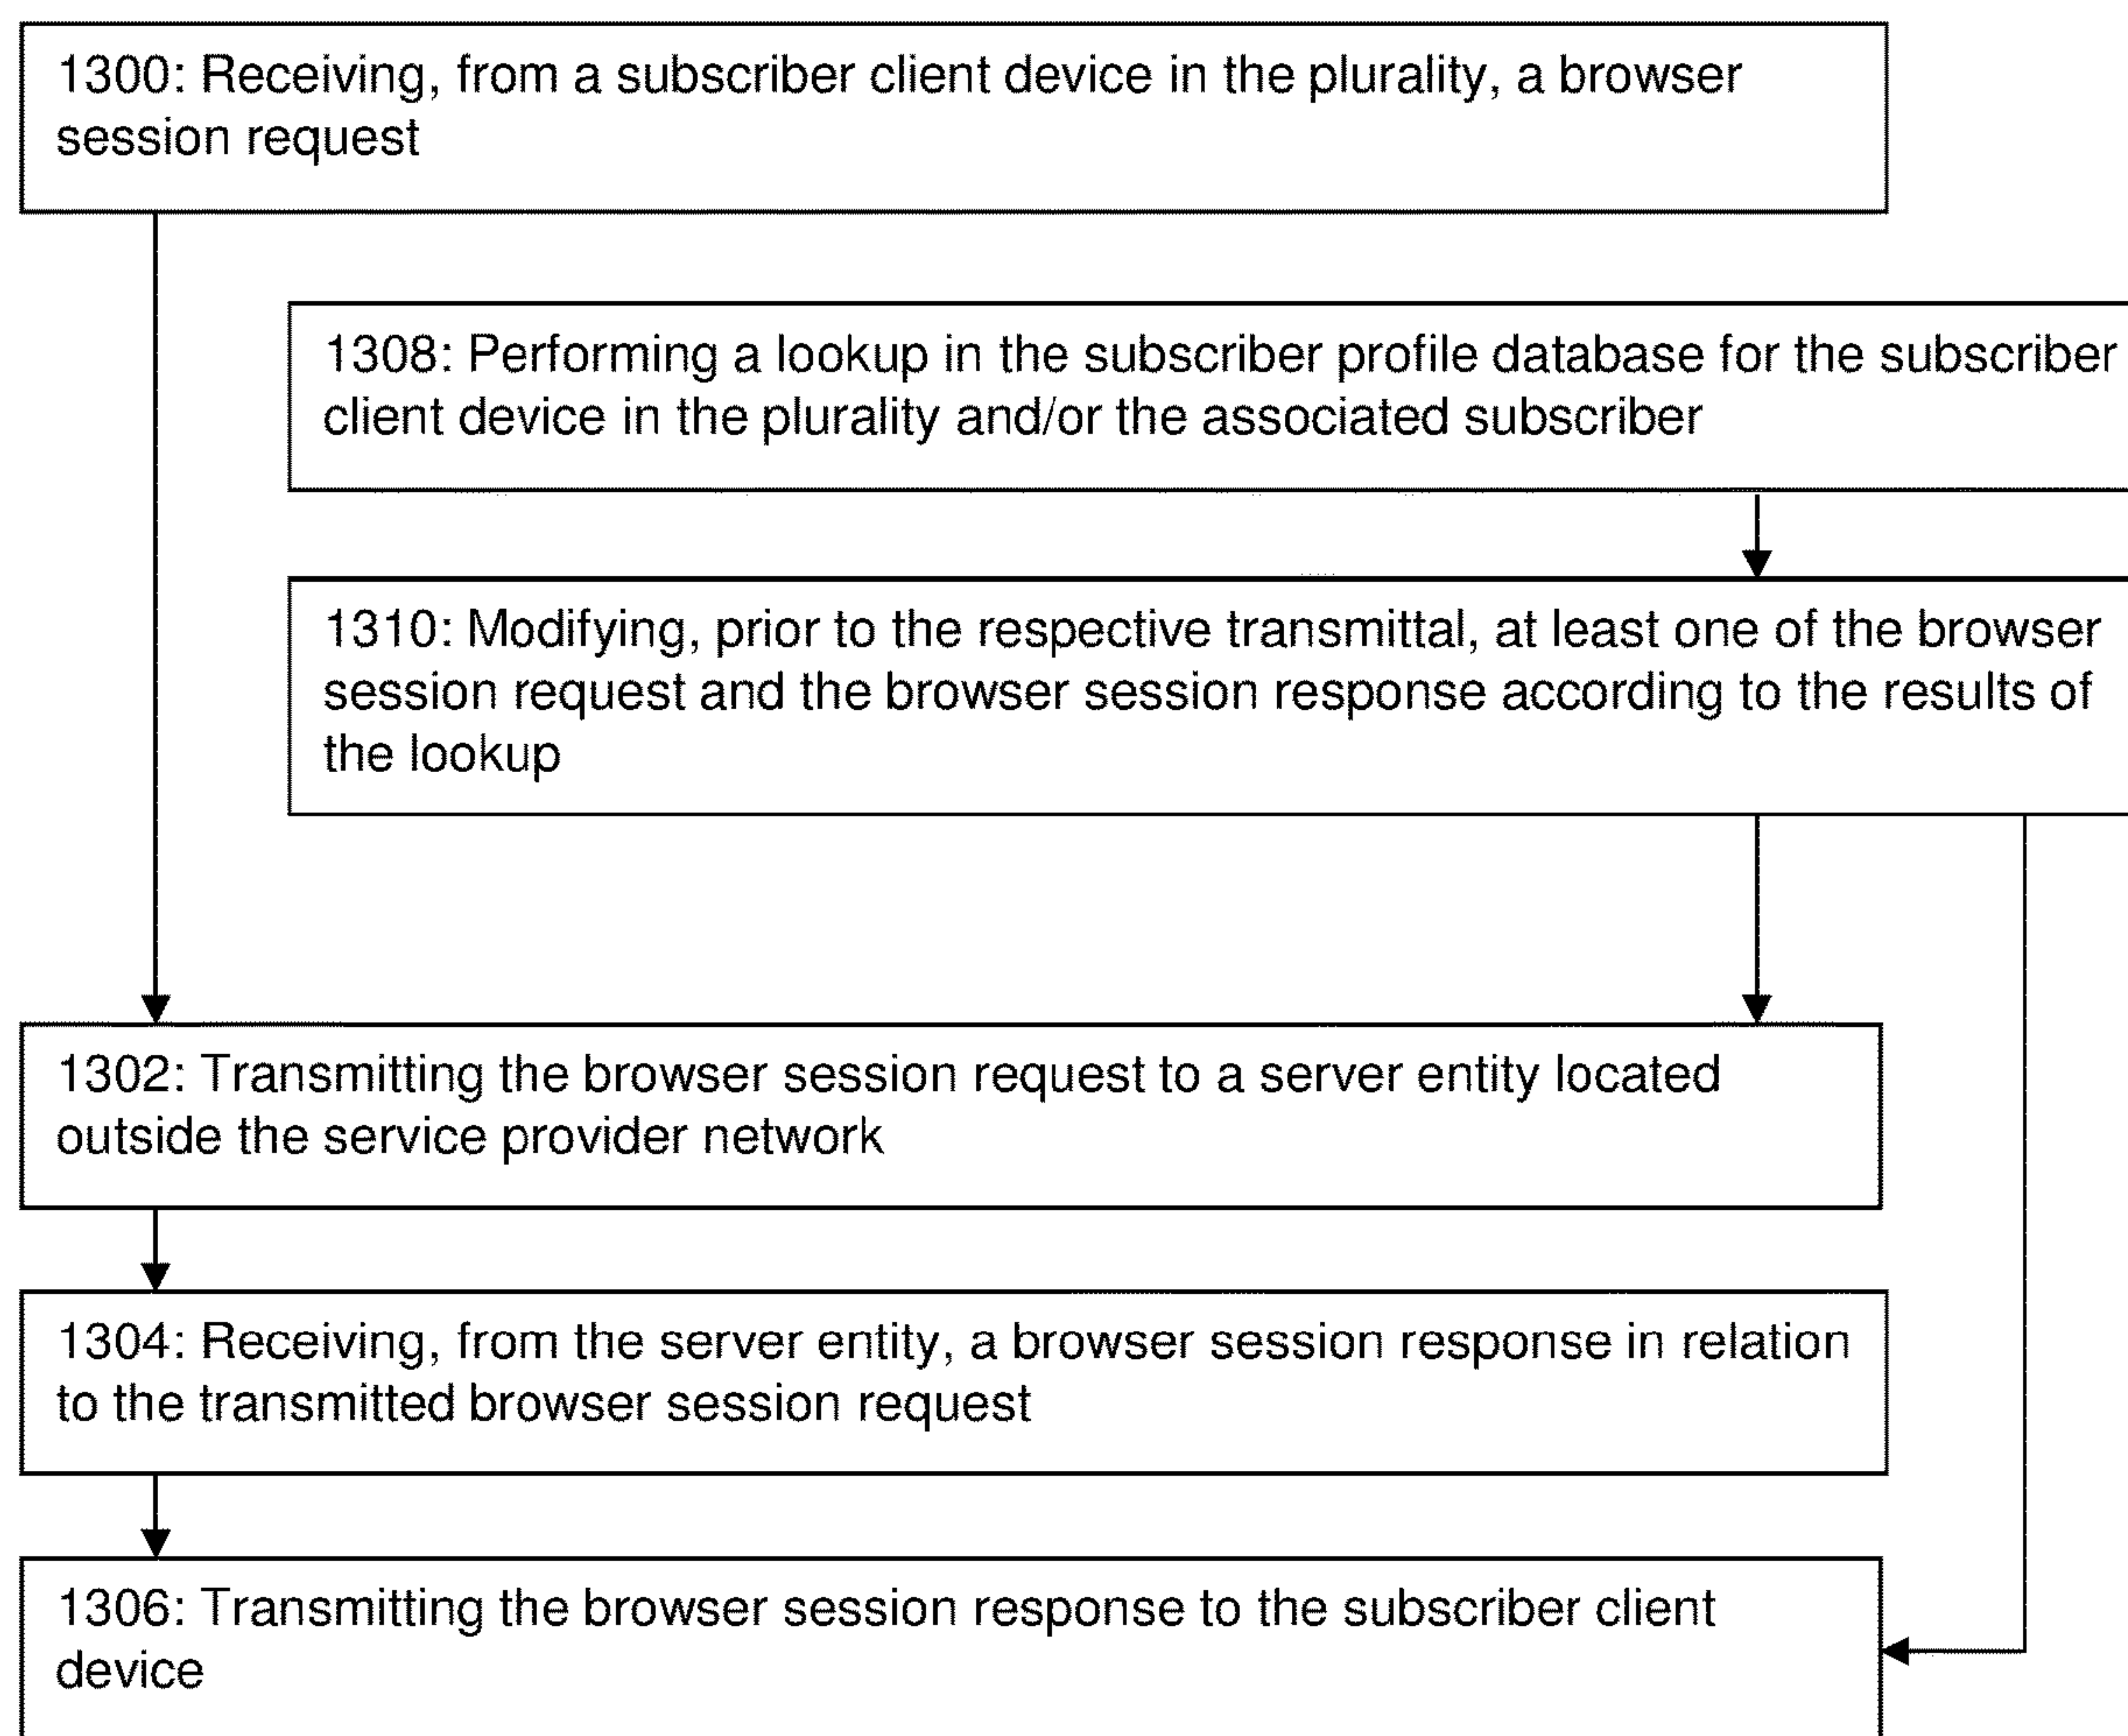 1300: Receiving, from a subscriber client device in the plurality, a browser
session request
1308: Performing a lookup in the subscriber profile database for the subscriber
client device in the plurality and/or the associated subscriber
1310: Modifying, prior to the respective transmittal, at least one of the browser
session request and the browser session response according to the results of
the lookup
1302: Transmitting the browser session request to a server entity located
outside the service provider network
1304: Receiving, from the server entity, a browser session response in relation
to the transmitted browser session request
1306: Transmitting the browser session response to the subscriber client
device